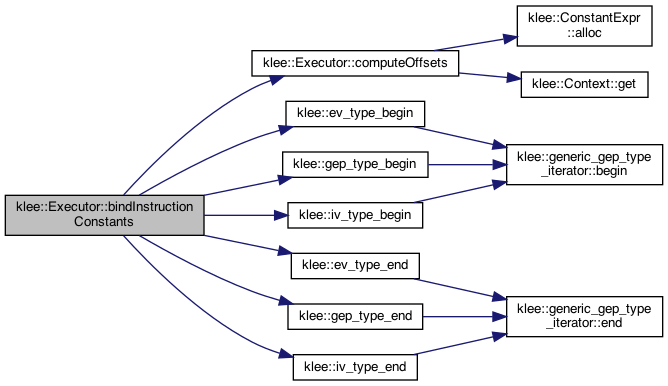 klee::Executor::bindInstruction
Constants
klee::Executor::computeOffsets
klee::ConstantExpr
::alloc
klee::Context::get
klee::ev_type_begin
klee::gep_type_begin
klee::iv_type_begin
klee::generic_gep_type
_iterator::begin
klee::ev_type_end
klee::gep_type_end
klee::iv_type_end
klee::generic_gep_type
_iterator::end